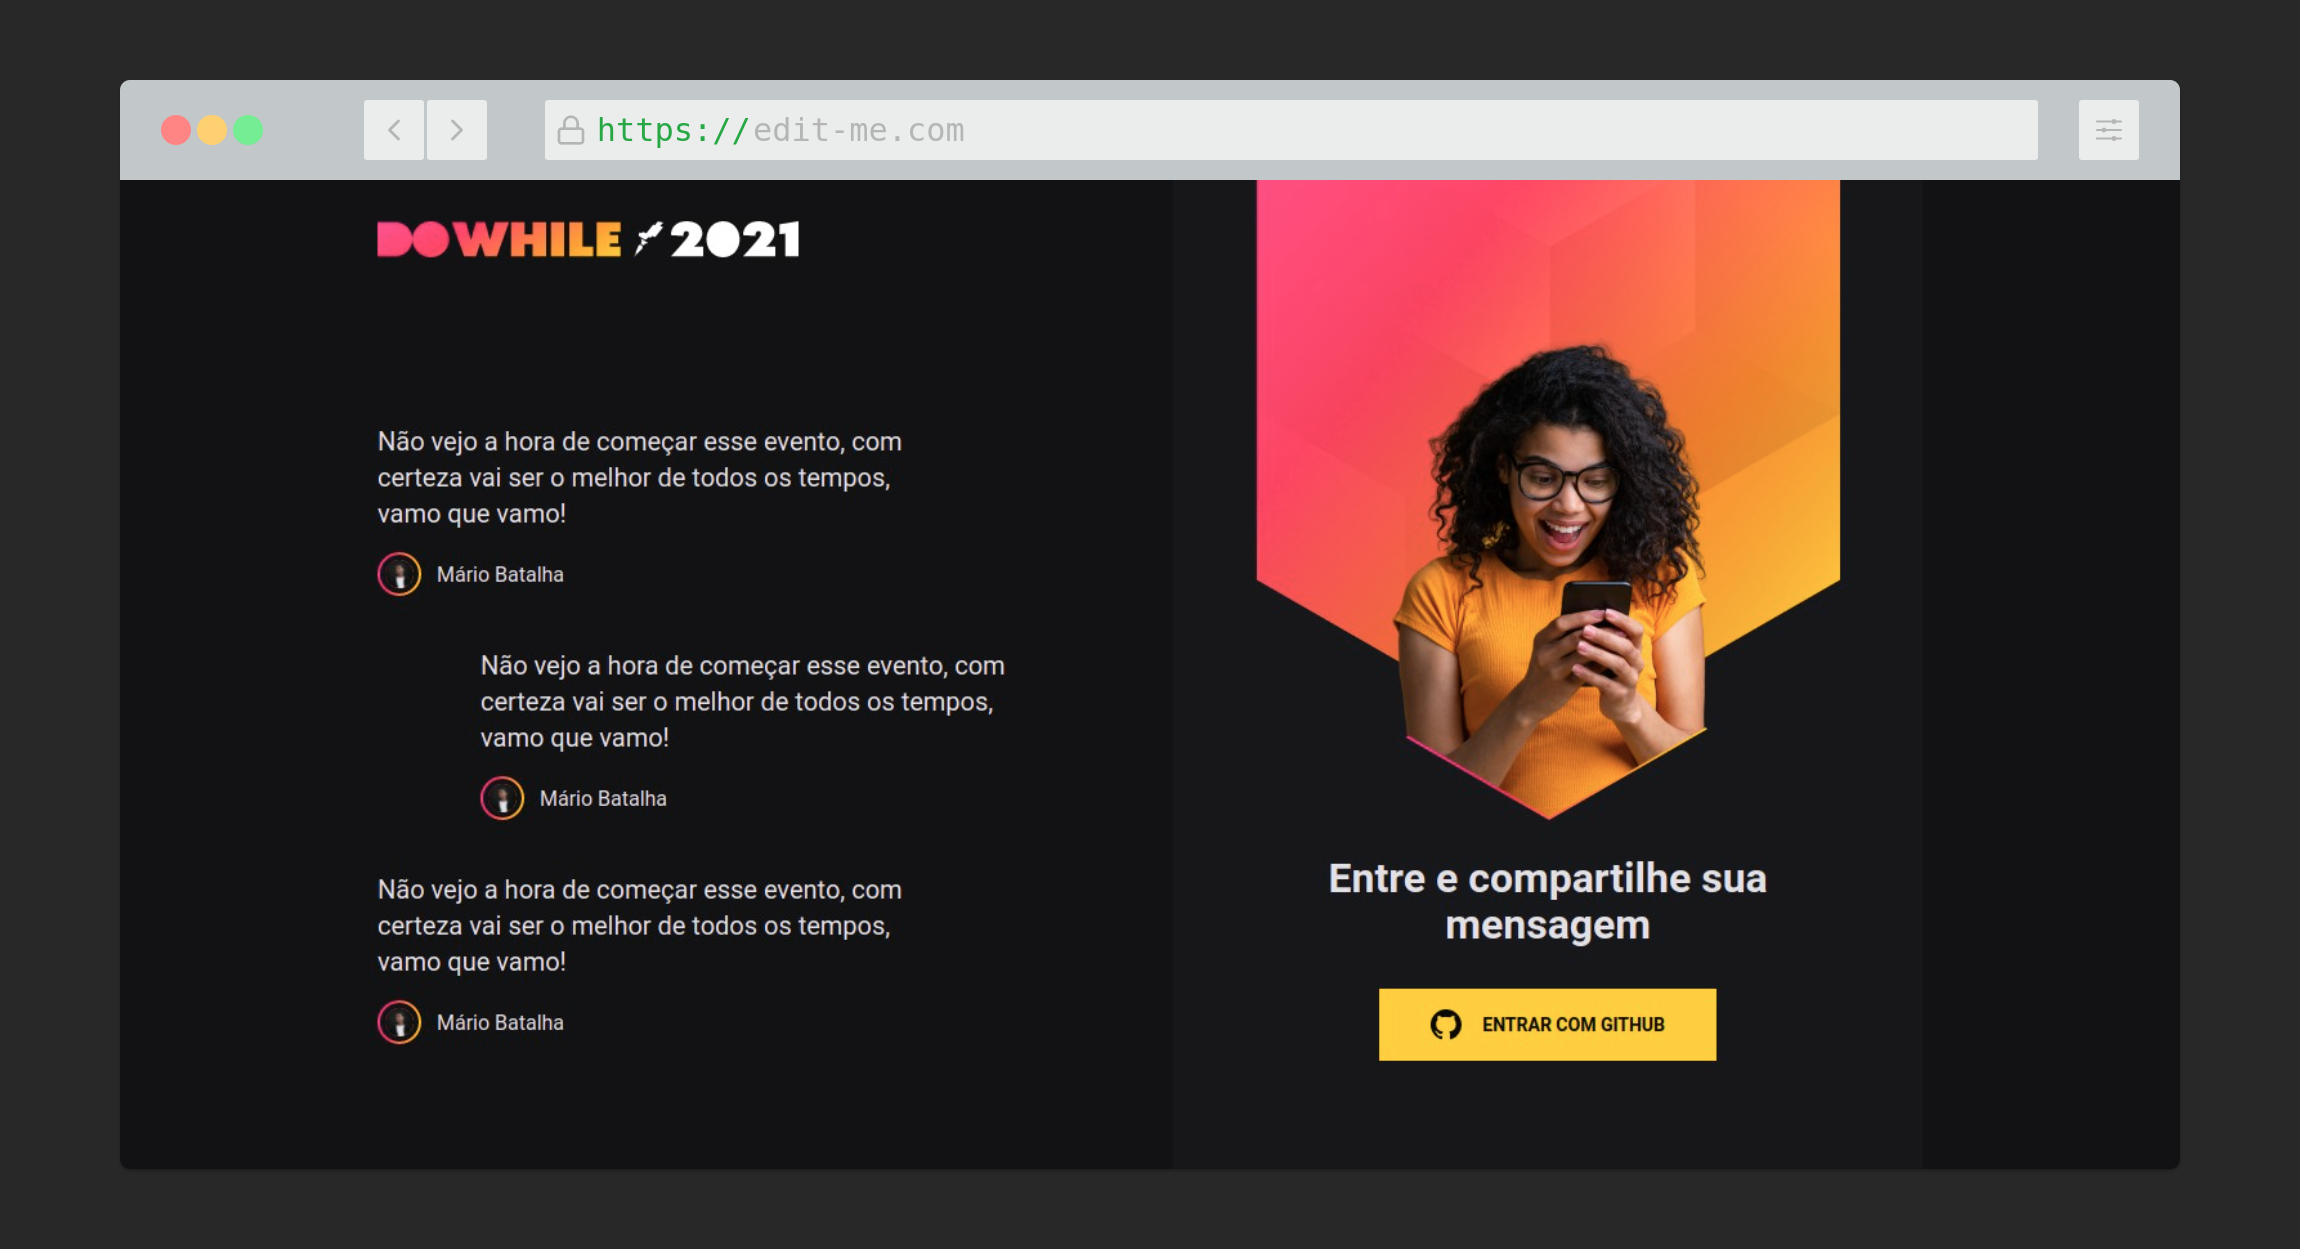 https://edit-me.com
DOWHILE 2021
Não vejo a hora de começar esse evento, com
certeza vai ser o melhor de todos os tempos,
vamo que vamo!
Mário Batalha
Não vejo a hora de começar esse evento, com
certeza vai ser o melhor de todos os tempos,
vamo que vamo!
Mário Batalha
Não vejo a hora de começar esse evento, com
certeza vai ser o melhor de todos os tempos,
vamo que vamo!
Mário Batalha
Entre e compartilhe sua
mensagem
ENTRAR COM GITHUB